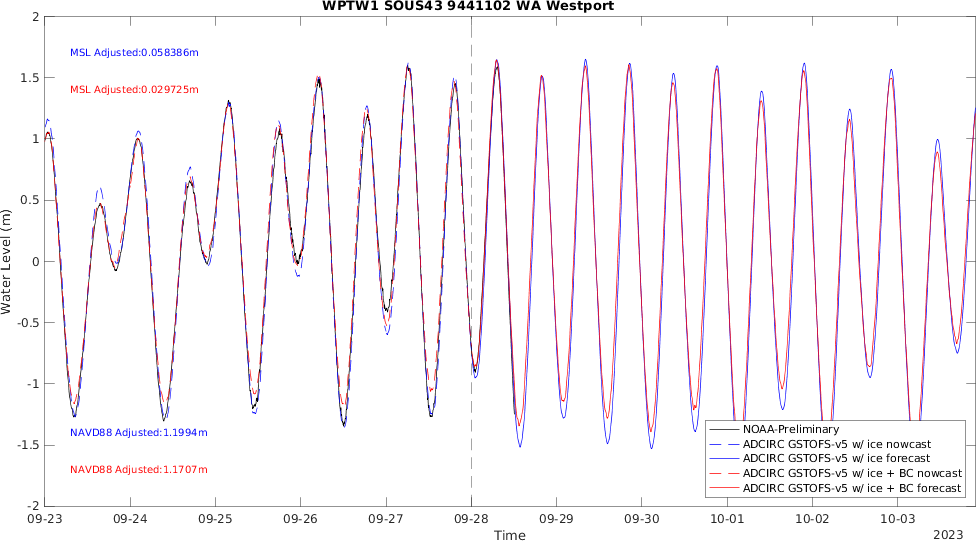 WPTW1 SOUS43 9441102 WA Westport
MSL Adjusted:0.058386m
MSL Adjusted:0.029725m
NAVD88 Adjusted:1.1994m
NAVD88 Adjusted:1.1707m
Water Level (m)
2
1.5
1
0.5
0
-0.5
-1
-1.5
-2
NOAA-Preliminary
ADCIRC GSTOFS-v5 w/ ice nowcast
ADCIRC GSTOFS-v5 w/ ice forecast
ADCIRC GSTOFS-v5 w/ ice + BC nowcast
ADCIRC GSTOFS-v5 w/ ice + BC forecast
09-23 09-24 09-25 09-26 09-27 09-28 09-29 09-30 10-01 10-02 10-03
Time
2023